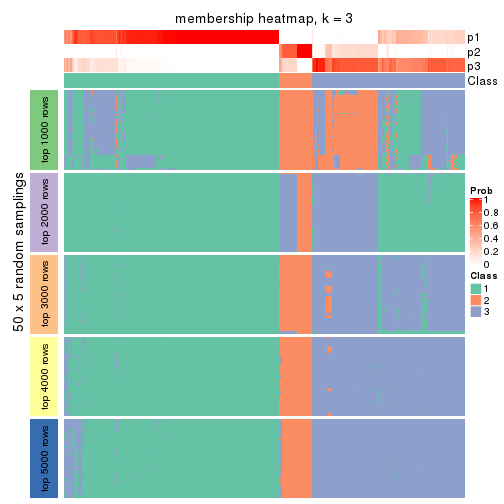 membership heatmap, k = 3
p1
p2
p3
Class
50 x 5 random samplings
top 1000 rows
top 2000 rows
top 3000 rows
top 4000 rows
top 5000 rows
Prob
1
0.8
0.6
0.4
0.2
0
Class
1
2
3